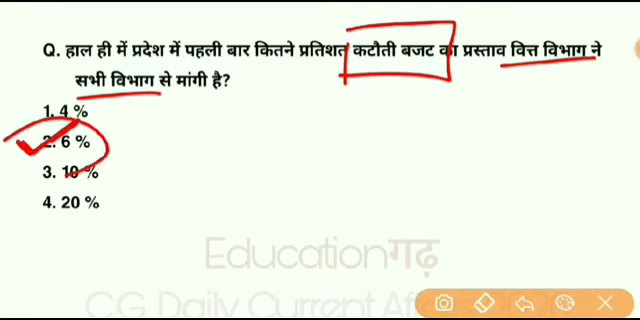 Q. हाल ही में प्रदेश में पहली बार कितने प्रतिशत कटौती बजट का प्रस्ताव वित्त विभाग ने
सभी विभाग से मांगी है?
1. 4 %
2. 6 %
3. 10 %
4. 20 %
Educationगढ़
CG Daily Current Affairs